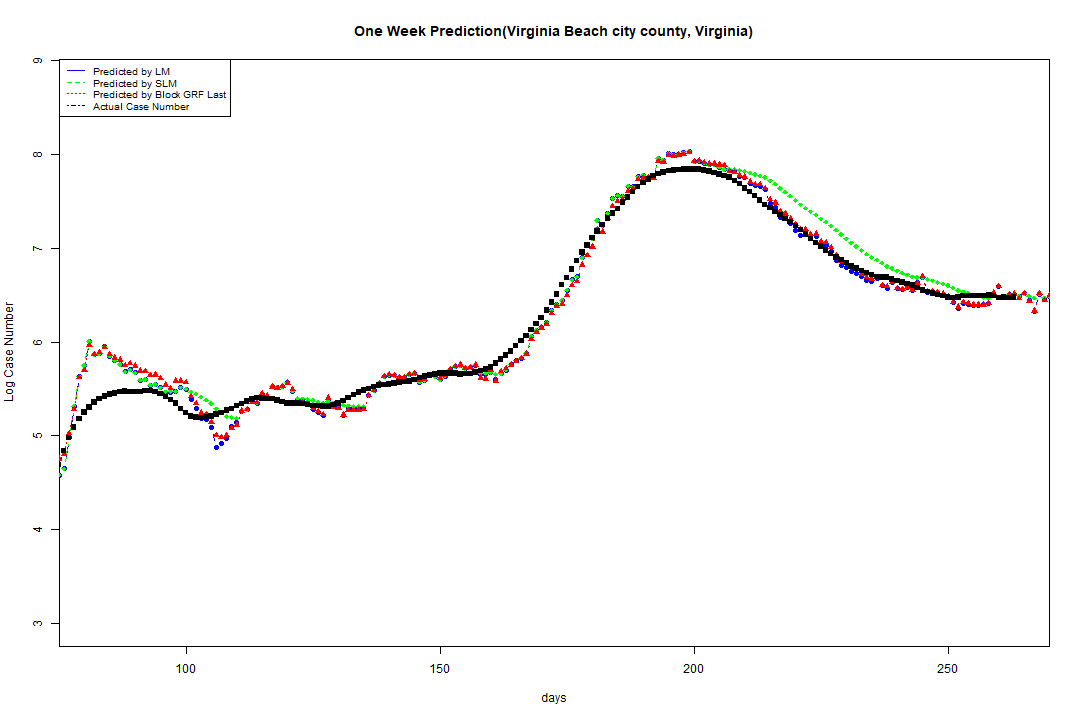 One Week Prediction(Virginia Beach city county, Virginia)
Predicted by LM
Predicted by SLM
Predicted by Block GRF Last
Actual Case Number
9
8
7
6
5
4
3
Log Case Number
100 150 200 250
days